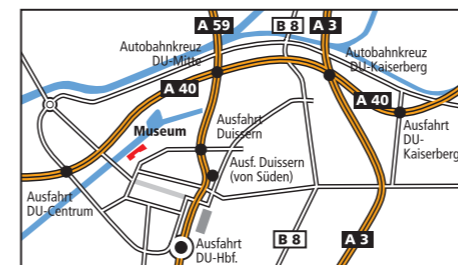 A 59
B 8
A 3
Autobahnkreuz
DU-Mitte
Autobahnkreuz
DU-Kaiserberg
A 40
A 40
Museum
Ausfahrt
Duissern
Ausfahrt
DU-
Kaiserberg
Ausf. Duissern
(von Süden)
Ausfahrt
DU-Centrum
Ausfahrt
DU-Hbf.
B 8
A 3